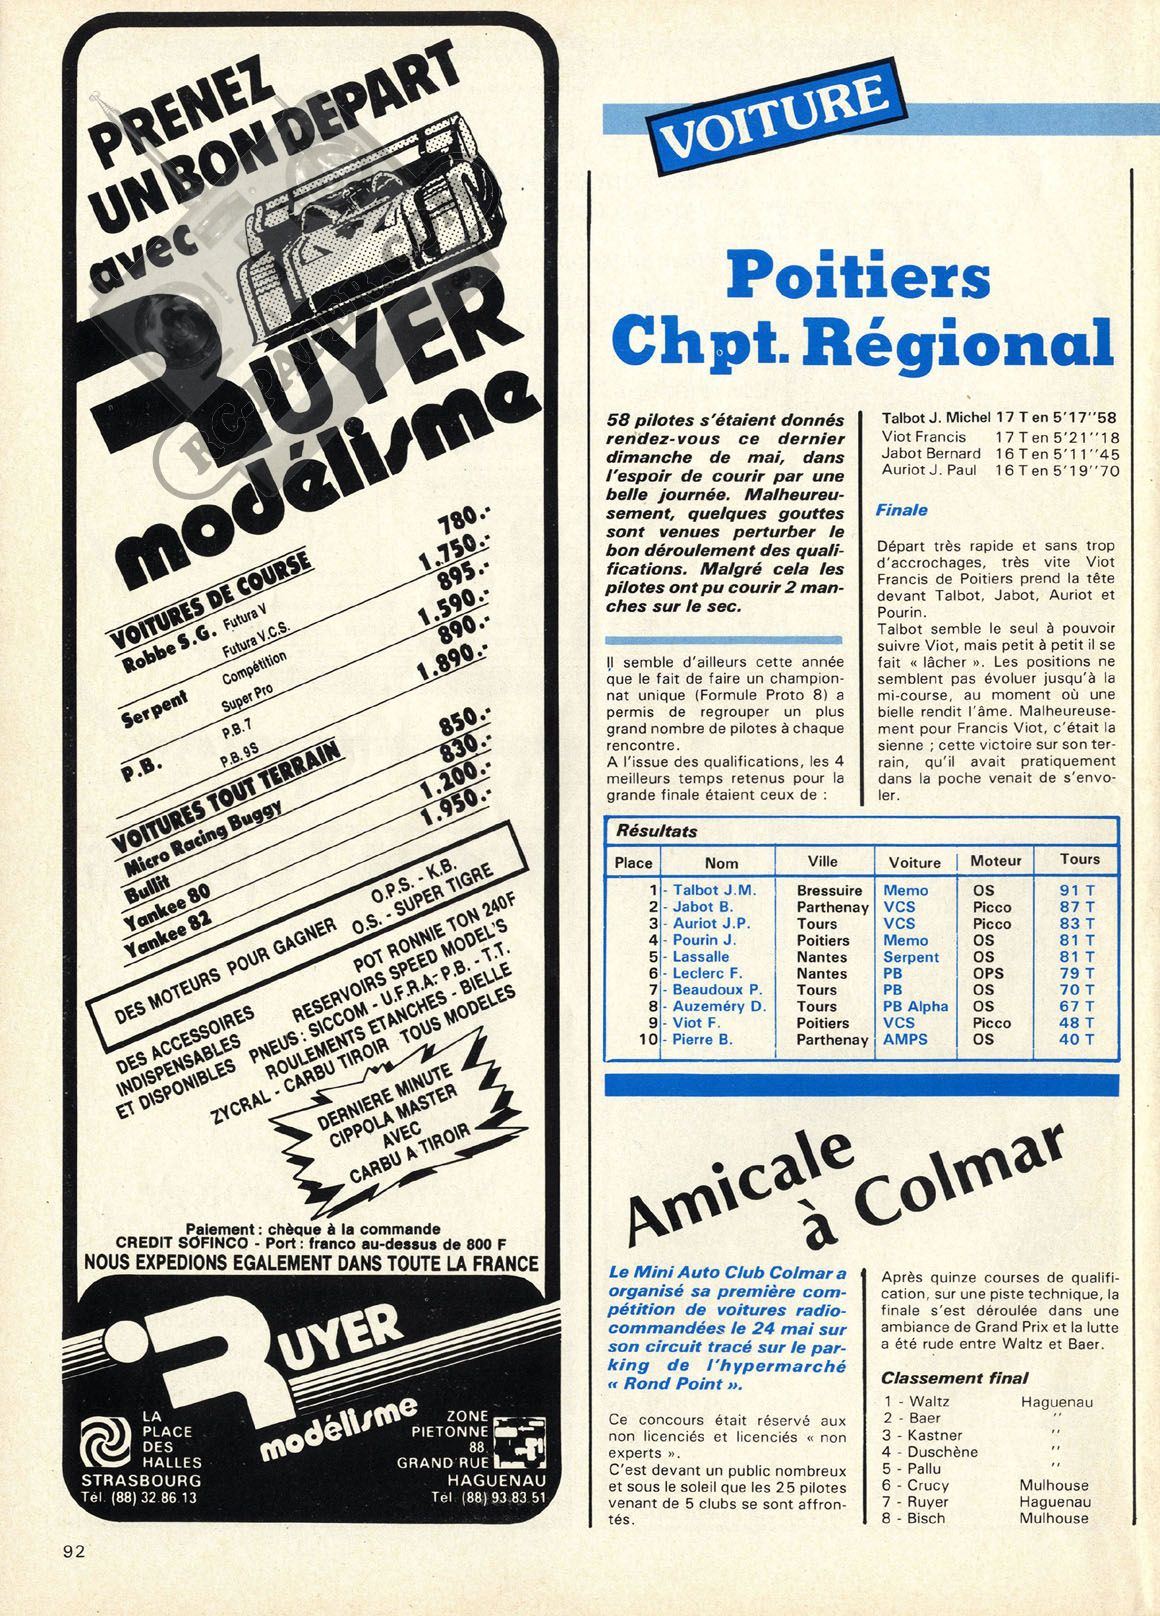 PRENEZ
UN BON DEPART
avec
RUYER
modélisme
VOITURES DE COURSE
Robbe S.G. Futura V 780.-
Futura V.C.S. 1.750.-
Serpent Compétition 895.-
Super Pro 1.590.-
P.B. P.B.7 890.-
P.B.9S 1.890.-
VOITURES TOUT TERRAIN
Micro Racing Buggy 850.-
Bullit 830.-
Yankee 80 1.200.-
Yankee 82 1.950.-
DES MOTEURS POUR GAGNER O.P.S. - K.B.
O.S. - SUPER TIGRE
DES ACCESSOIRES
INDISPENSABLES
ET DISPONIBLES
POT RONNIE TON 240F
RESERVOIRS SPEED MODEL'S
PNEUS : SICCOM - U.F.R.A.- P.B. - T.T.
ROULEMENTS ETANCHES - BIELLE
ZYCRAL - CARBU TIROIR TOUS MODELES
DERNIERE MINUTE
CIPPOLA MASTER
AVEC
CARBU A TIROIR
Paiement : chèque à la commande
CREDIT SOFINCO - Port : franco au-dessus de 800 F
NOUS EXPEDIONS EGALEMENT DANS TOUTE LA FRANCE
RUYER
modélisme
LA
PLACE
DES
HALLES
STRASBOURG
Tél. (88) 32.86.13
ZONE
PIETONNE
88.
GRAND'RUE
HAGUENAU
Tél. (88) 93.83.51
92
VOITURE
Poitiers
Chpt. Régional
58 pilotes s'étaient donnés
rendez-vous ce dernier
dimanche de mai, dans
l'espoir de courir par une
belle journée. Malheureu-
sement, quelques gouttes
sont venues perturber le
bon déroulement des quali-
fications. Malgré cela les
pilotes ont pu courir 2 man-
ches sur le sec.
Il semble d'ailleurs cette année
que le fait de faire un champion-
nat unique (Formule Proto 8) a
permis de regrouper un plus
grand nombre de pilotes à chaque
rencontre.
A l'issue des qualifications, les 4
meilleurs temps retenus pour la
grande finale étaient ceux de :
Talbot J. Michel 17 T en 5'17''58
Viot Francis 17 T en 5'21''18
Jabot Bernard 16 T en 5'11''45
Auriot J. Paul 16 T en 5'19''70
Finale
Départ très rapide et sans trop
d'accrochages, très vite Viot
Francis de Poitiers prend la tête
devant Talbot, Jabot, Auriot et
Pourin.
Talbot semble le seul à pouvoir
suivre Viot, mais petit à petit il se
fait « lâcher ». Les positions ne
semblent pas évoluer jusqu'à la
mi-course, au moment où une
bielle rendit l'âme. Malheureuse-
ment pour Francis Viot, c'était la
sienne ; cette victoire sur son ter-
rain, qu'il avait pratiquement
dans la poche venait de s'envo-
ler.
Résultats
Place Nom Ville Voiture Moteur Tours
1 - Talbot J.M. Bressuire Memo OS 91 T
2 - Jabot B. Parthenay VCS Picco 87 T
3 - Auriot J.P. Tours VCS Picco 83 T
4 - Pourin J. Poitiers Memo OS 81 T
5 - Lassalle Nantes Serpent OS 81 T
6 - Leclerc F. Nantes PB OPS 79 T
7 - Beaudoux P. Tours PB OS 70 T
8 - Auzeméry D. Tours PB Alpha OS 67 T
9 - Viot F. Poitiers VCS Picco 48 T
10 - Pierre B. Parthenay AMPS OS 40 T
Amicale
à Colmar
Le Mini Auto Club Colmar a
organisé sa première com-
pétition de voitures radio-
commandées le 24 mai sur
son circuit tracé sur le par-
king de l'hypermarché
« Rond Point ».
Ce concours était réservé aux
non licenciés et licenciés « non
experts ».
C'est devant un public nombreux
et sous le soleil que les 25 pilotes
venant de 5 clubs se sont affron-
tés.
Après quinze courses de qualifi-
cation, sur une piste technique, la
finale s'est déroulée dans une
ambiance de Grand Prix et la lutte
a été rude entre Waltz et Baer.
Classement final
1 - Waltz Haguenau
2 - Baer ''
3 - Kastner ''
4 - Duschène ''
5 - Pallu ''
6 - Crucy Mulhouse
7 - Ruyer Haguenau
8 - Bisch Mulhouse